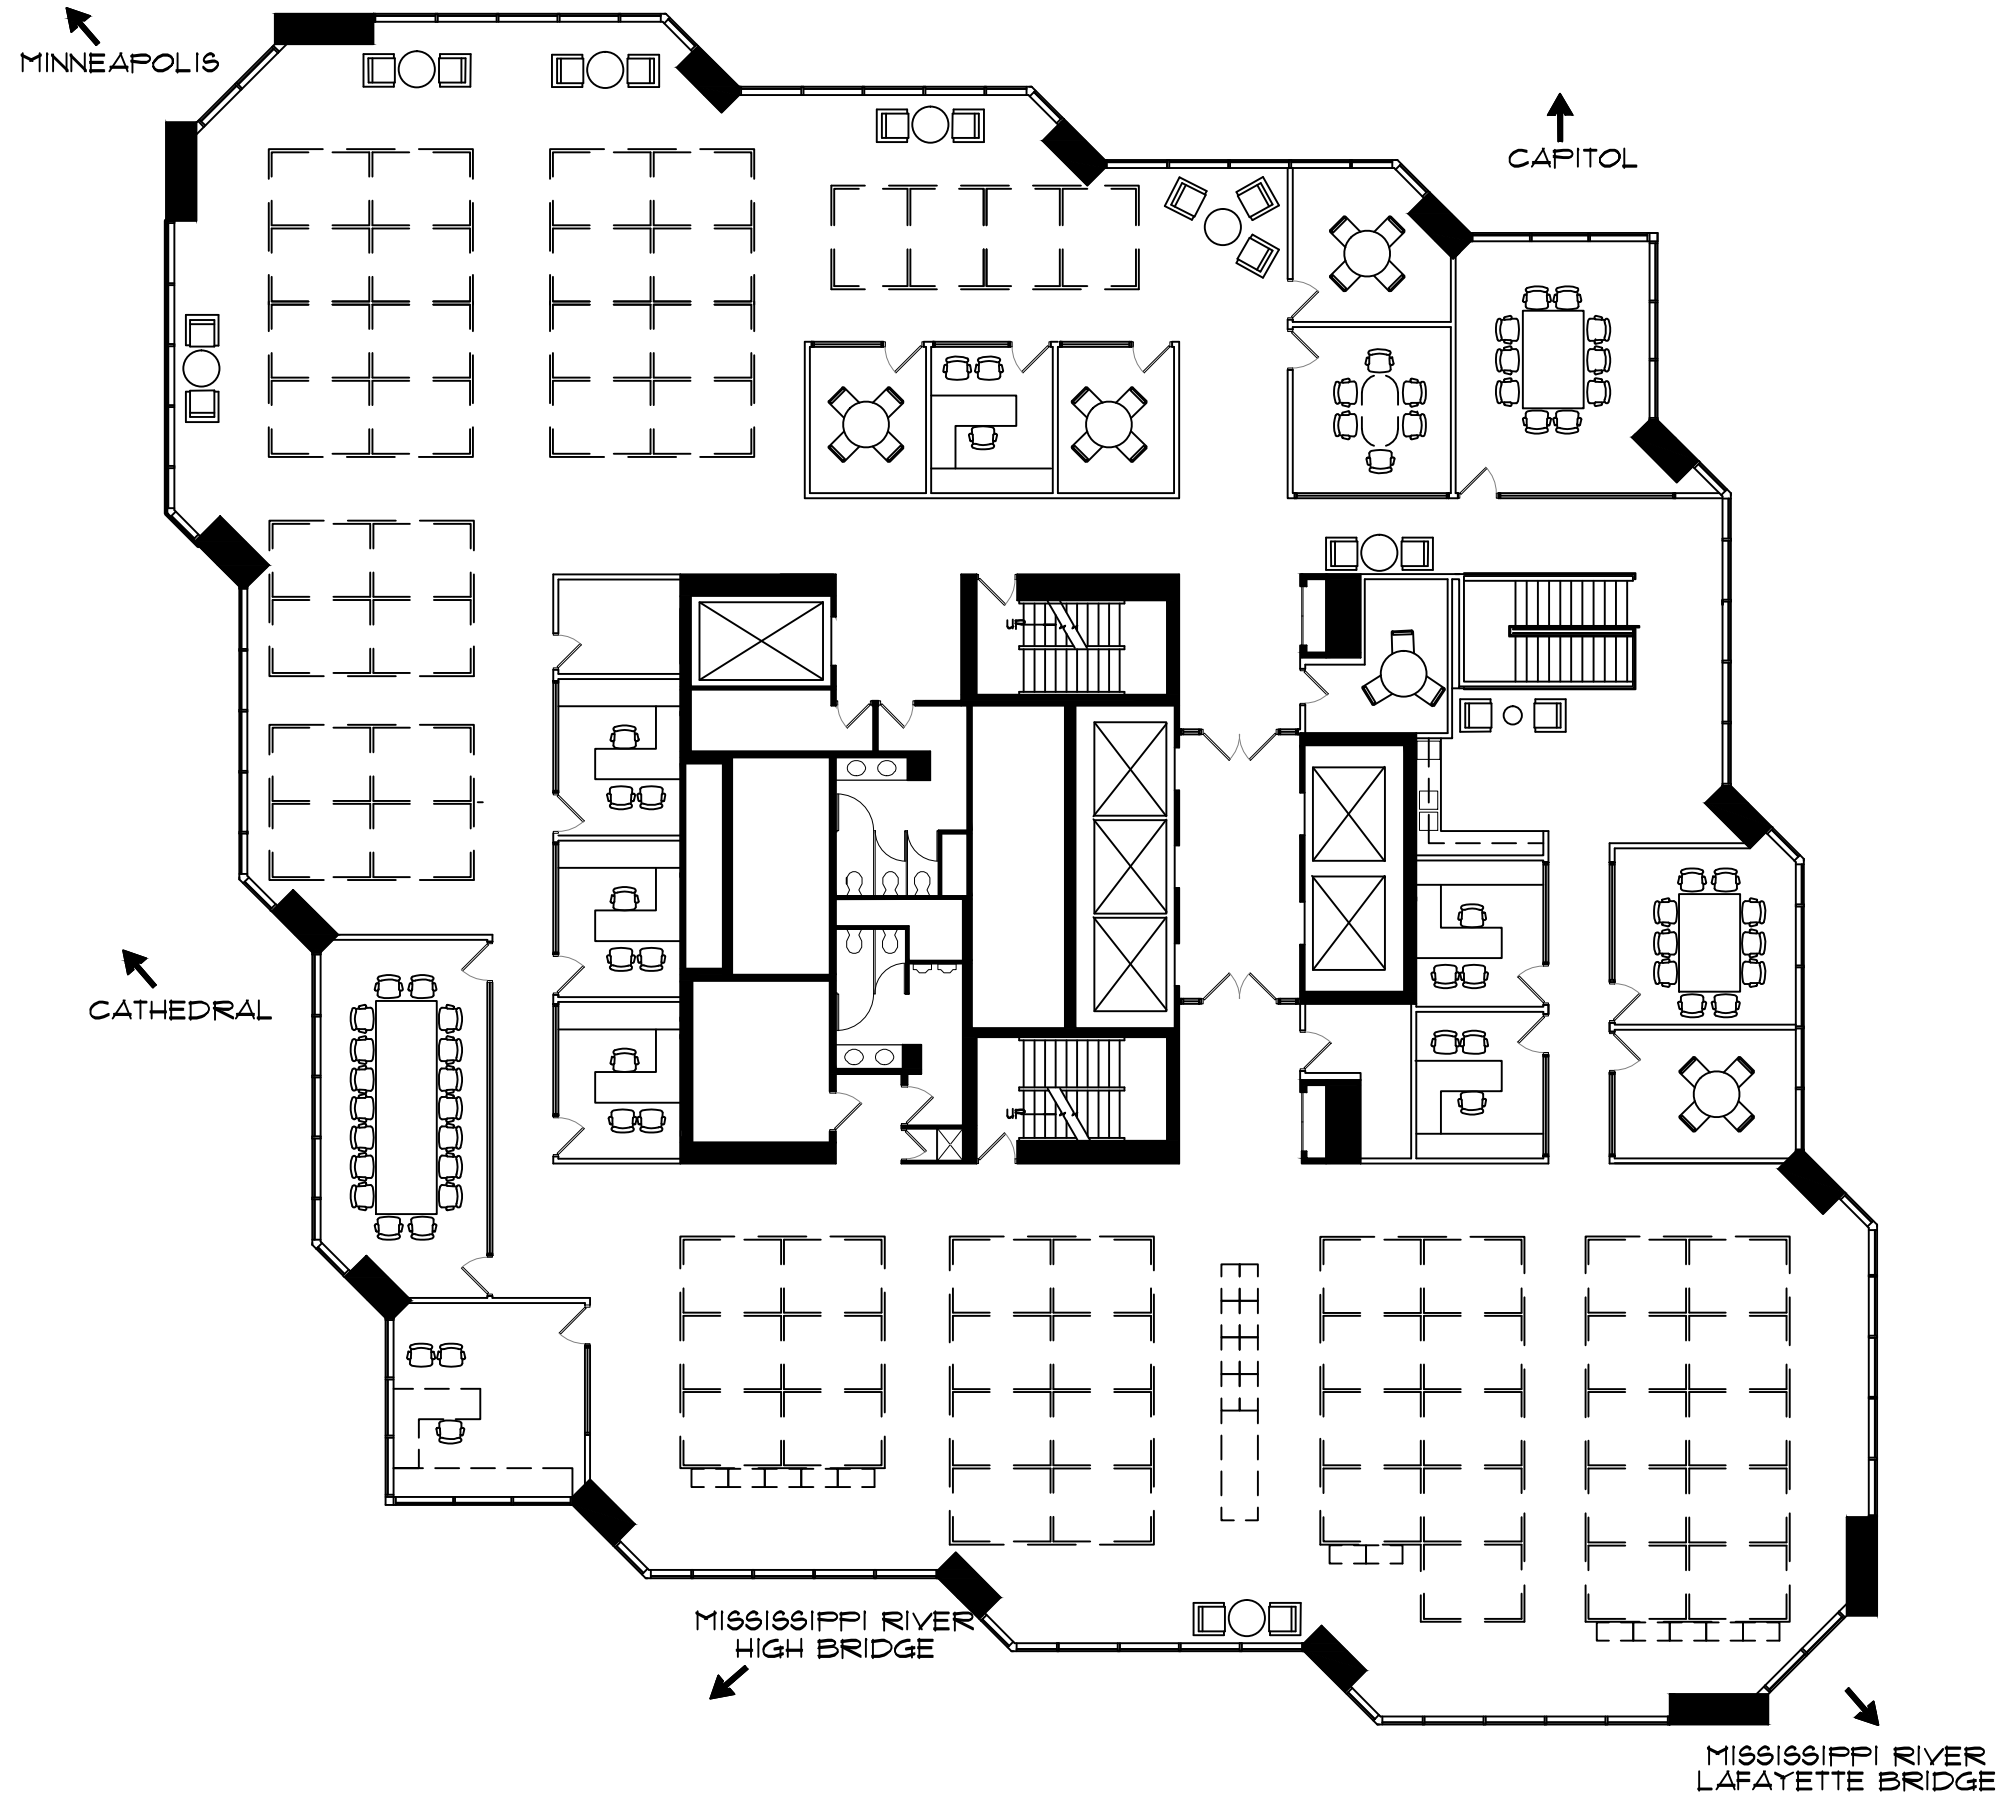 MINNEAPOLIS
CAPITOL
UP
CATHEDRAL
UP
MISSISSIPPI RIVER
HIGH BRIDGE
MISSISSIPPI RIVER
LAFAYETTE BRIDGE